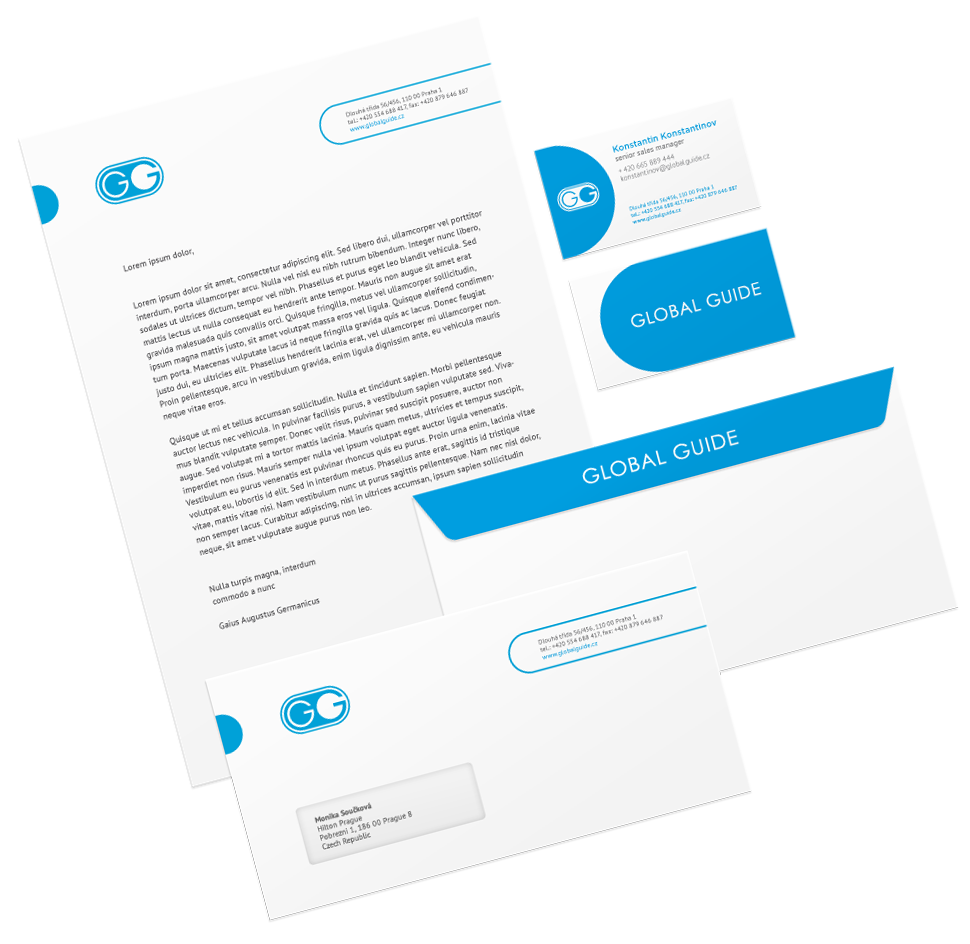 Dlouhá třída 56/456, 110 00 Praha 1
tel.: +420 554 688 417, fax: +420 879 646 887
www.globalguide.cz
GG
Lorem ipsum dolor,
Lorem ipsum dolor sit amet, consectetur adipiscing elit. Sed libero dui, ullamcorper vel porttitor
interdum, porta ullamcorper arcu. Nulla vel nisl eu nibh rutrum bibendum. Integer nunc libero,
sodales ut ultrices dictum, tempor vel nibh. Phasellus et purus eget leo blandit vehicula. Sed
mattis lectus ut nulla consequat eu hendrerit ante tempor. Mauris non augue sit amet erat
gravida malesuada quis convallis orci. Quisque fringilla, metus vel ullamcorper sollicitudin,
ipsum magna mattis justo, sit amet volutpat massa eros vel ligula. Quisque eleifend condimen-
tum porta. Maecenas vulputate lacus id neque fringilla gravida quis ac lacus. Donec feugiat
justo dui, eu ultricies elit. Phasellus hendrerit lacinia erat, vel ullamcorper mi ullamcorper non.
Proin pellentesque, arcu in vestibulum gravida, enim ligula dignissim ante, eu vehicula mauris
neque vitae eros.
Quisque ut mi et tellus accumsan sollicitudin. Nulla et tincidunt sapien. Morbi pellentesque
auctor lectus nec vehicula. In pulvinar facilisis purus, a vestibulum sapien vulputate sed. Viva-
mus blandit vulputate semper. Donec velit risus, pulvinar sed suscipit posuere, auctor non
augue. Sed volutpat mi a tortor mattis lacinia. Mauris quam metus, ultricies et tempus suscipit,
imperdiet non risus. Mauris semper nulla vel ipsum volutpat eget auctor ligula venenatis.
Vestibulum eu purus venenatis est pulvinar rhoncus quis eu purus. Proin urna enim, lacinia vitae
volutpat eu, lobortis id elit. Sed in interdum metus. Phasellus ante erat, sagittis id tristique
vitae, mattis vitae nisi. Nam vestibulum nunc ut purus sagittis pellentesque. Nam nec nisl dolor,
non semper lacus. Curabitur adipiscing, nisl in ultrices accumsan, ipsum sapien sollicitudin
neque, sit amet vulputate augue purus non leo.
Nulla turpis magna, interdum
commodo a nunc
Gaius Augustus Germanicus
Konstantin Konstantinov
senior sales manager
+ 420 665 889 444
konstantinov@globalguide.cz
GG
Dlouhá třída 56/456, 110 00 Praha 1
tel.: +420 554 688 417, fax: +420 879 646 887
www.globalguide.cz
GLOBAL GUIDE
GLOBAL GUIDE
Dlouhá třída 56/456, 110 00 Praha 1
tel.: +420 554 688 417, fax: +420 879 646 887
www.globalguide.cz
GG
Monika Součková
Hilton Prague
Pobrezni 1, 186 00 Prague 8
Czech Republic